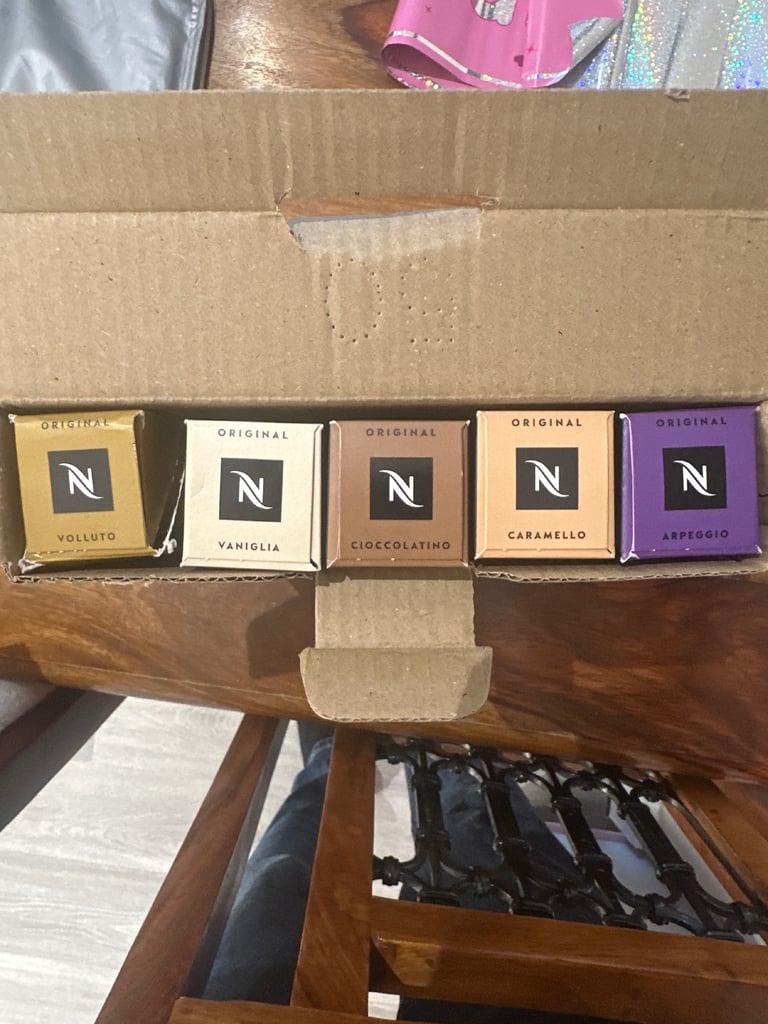 ORIGINAL
N
VOLLUTO
ORIGINAL
N
VANIGLIA
ORIGINAL
N
CIOCCOLATINO
ORIGINAL
N
CARAMELLO
ORIGINAL
N
ARPEGGIO